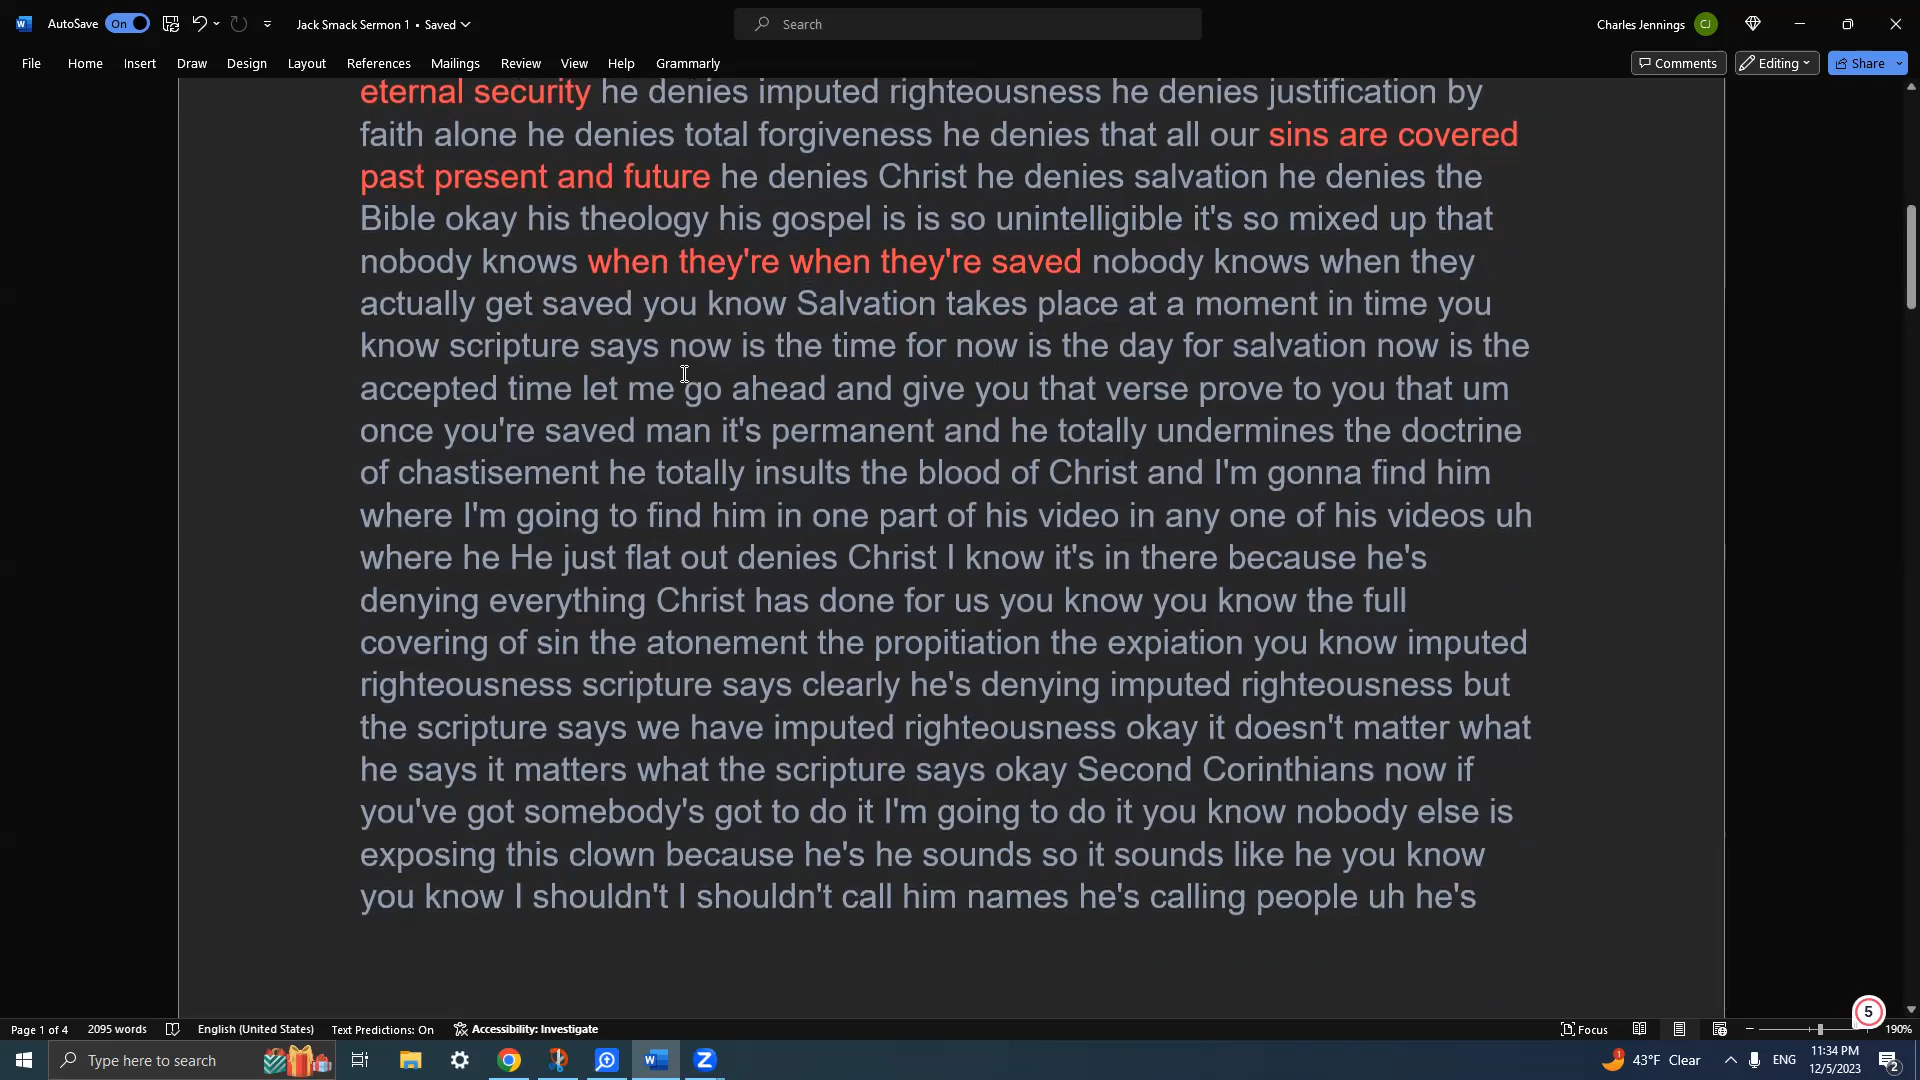 AutoSave On Jack Smack Sermon 1 • Saved Search Charles Jennings CJ
File Home Insert Draw Design Layout References Mailings Review View Help Grammarly Comments Editing Share
eternal security he denies imputed righteousness he denies justification by
faith alone he denies total forgiveness he denies that all our sins are covered
past present and future he denies Christ he denies salvation he denies the
Bible okay his theology his gospel is is so unintelligible it's so mixed up that
nobody knows when they're when they're saved nobody knows when they
actually get saved you know Salvation takes place at a moment in time you
know scripture says now is the time for now is the day for salvation now is the
accepted time let me go ahead and give you that verse prove to you that um
once you're saved man it's permanent and he totally undermines the doctrine
of chastisement he totally insults the blood of Christ and I'm gonna find him
where I'm going to find him in one part of his video in any one of his videos uh
where he He just flat out denies Christ I know it's in there because he's
denying everything Christ has done for us you know you know the full
covering of sin the atonement the propitiation the expiation you know imputed
righteousness scripture says clearly he's denying imputed righteousness but
the scripture says we have imputed righteousness okay it doesn't matter what
he says it matters what the scripture says okay Second Corinthians now if
you've got somebody's got to do it I'm going to do it you know nobody else is
exposing this clown because he's he sounds so it sounds like he you know
you know I shouldn't I shouldn't call him names he's calling people uh he's
5
Page 1 of 4 2095 words English (United States) Text Predictions: On Accessibility: Investigate Focus 190%
Type here to search 1 43°F Clear ENG 11:34 PM
12/5/2023 2